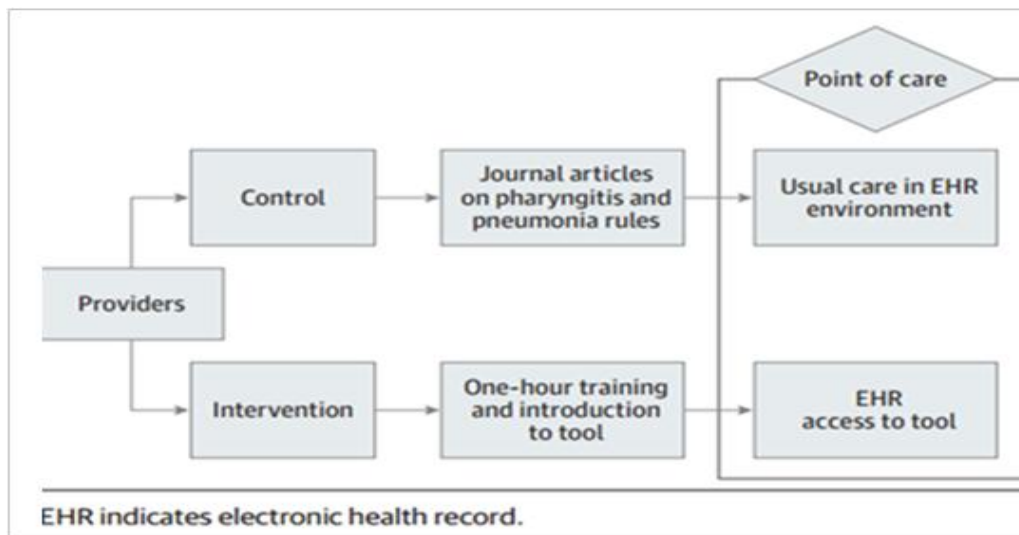 Point of care
Control
Journal articles
on pharyngitis and
pneumonia rules
Usual care in EHR
environment
Providers
Intervention
One-hour training
and introduction
to tool
EHR
access to tool
EHR indicates electronic health record.